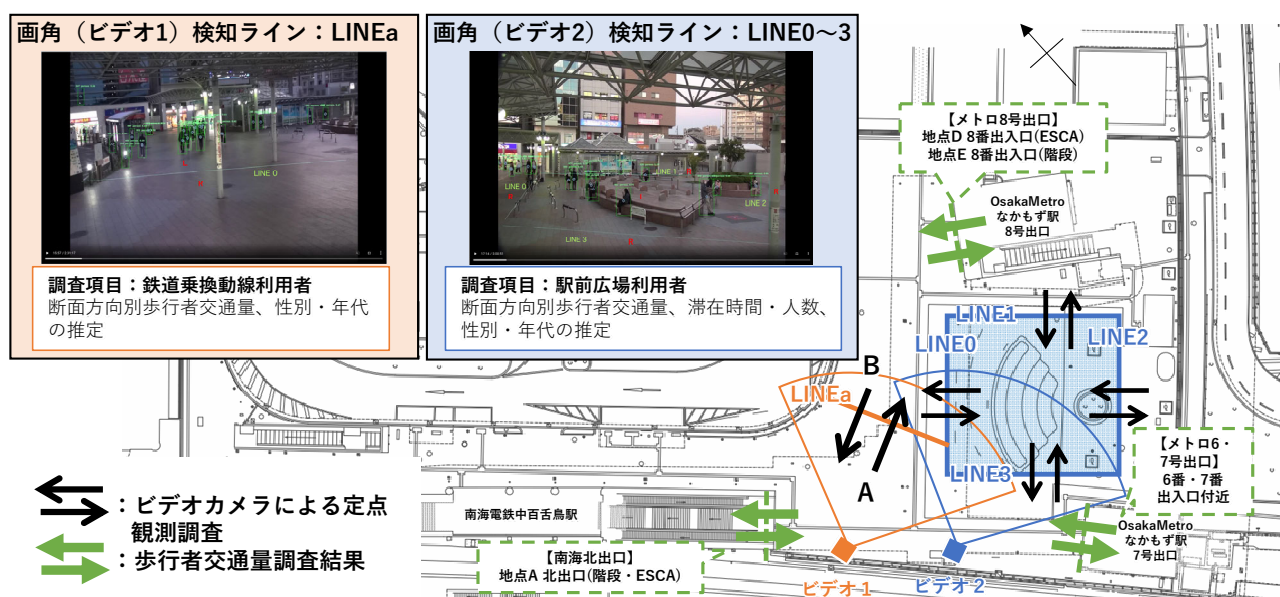 画角（ビデオ1）検知ライン：LINEa
LINE 0
調査項目：鉄道乗換動線利用者
断面方向別歩行者交通量、性別・年代
の推定
画角（ビデオ2）検知ライン：LINE0～3
LINE 0
LINE 1
LINE 2
LINE 3
調査項目：駅前広場利用者
断面方向別歩行者交通量、滞在時間・人数、
性別・年代の推定
【メトロ8号出口】
地点D 8番出入口(ESCA)
地点E 8番出入口(階段)
OsakaMetro
なかもず駅
8号出口
LINE1
LINE0
LINE2
B
LINEa
LINE3
A
【メトロ6・
7号出口】
6番・7番
出入口付近
OsakaMetro
なかもず駅
7号出口
：ビデオカメラによる定点
観測調査
：歩行者交通量調査結果
南海電鉄中百舌鳥駅
【南海北出口】
地点A 北出口(階段・ESCA)
ビデオ1
ビデオ2